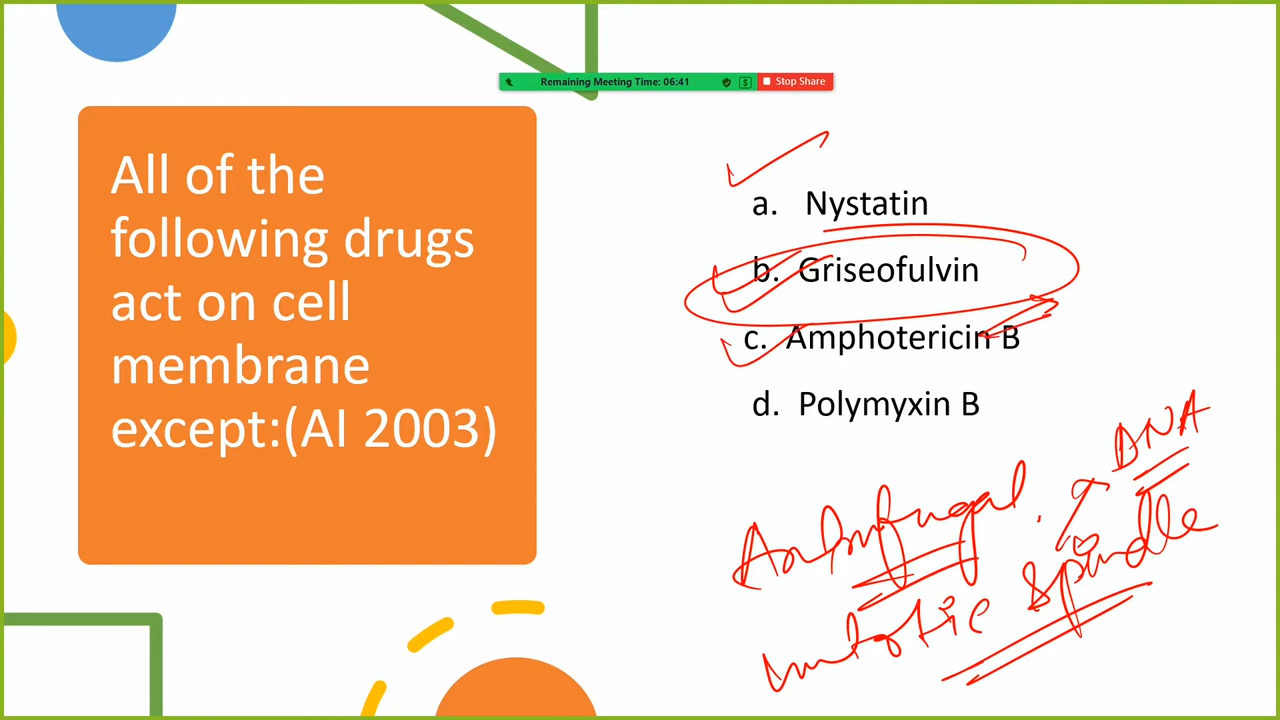 Remaining Meeting Time: 06:41
Stop Share
All of the
following drugs
act on cell
membrane
except:(AI 2003)
a. Nystatin
b. Griseofulvin
c. Amphotericin B
d. Polymyxin B
DNA
Antifugal
mitotic spindle